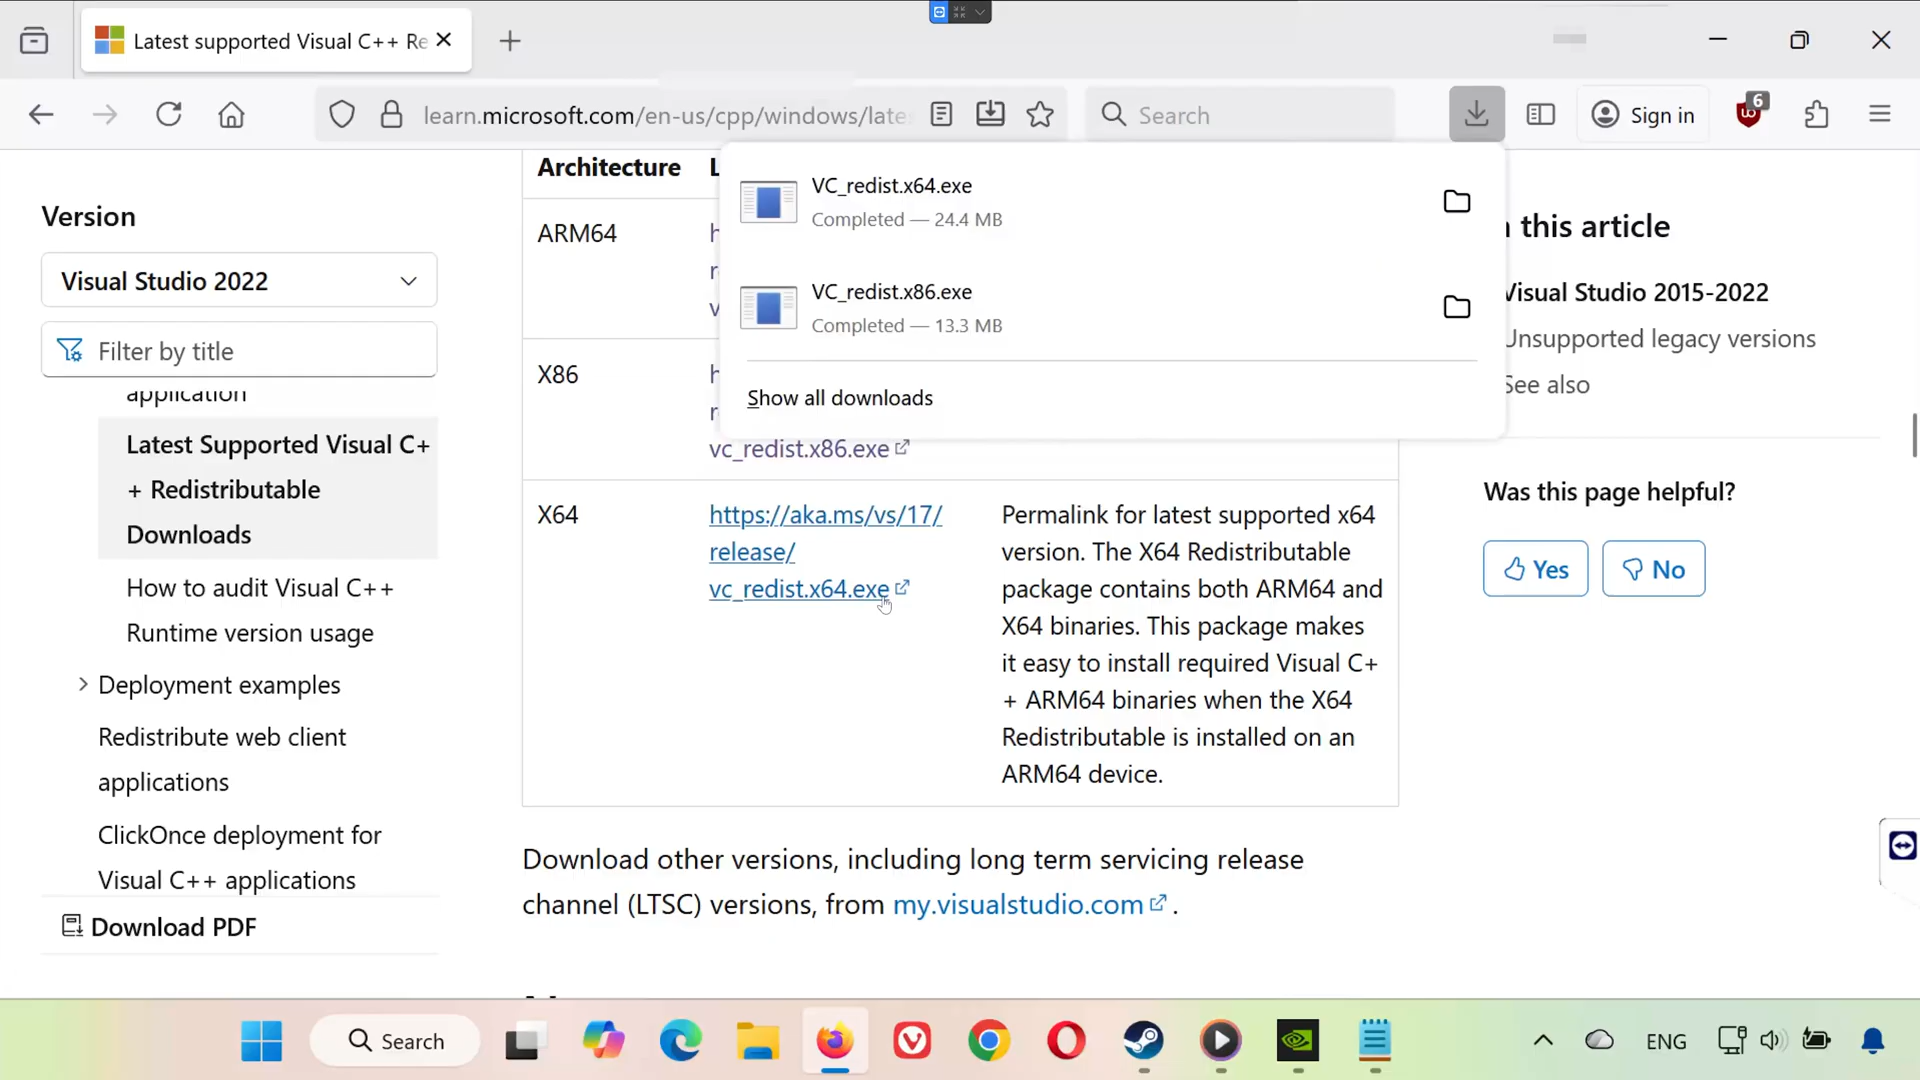 Latest supported Visual C++ Re
learn.microsoft.com/en-us/cpp/windows/late
Search
Sign in
6
Version
Visual Studio 2022
Filter by title
application
Latest Supported Visual C+
+ Redistributable
Downloads
How to audit Visual C++
Runtime version usage
Deployment examples
Redistribute web client
applications
ClickOnce deployment for
Visual C++ applications
Download PDF
Architecture
ARM64
X86
vc_redist.x86.exe
X64
https://aka.ms/vs/17/
release/
vc_redist.x64.exe
Permalink for latest supported x64
version. The X64 Redistributable
package contains both ARM64 and
X64 binaries. This package makes
it easy to install required Visual C+
+ ARM64 binaries when the X64
Redistributable is installed on an
ARM64 device.
Download other versions, including long term servicing release
channel (LTSC) versions, from my.visualstudio.com .
VC_redist.x64.exe
Completed — 24.4 MB
VC_redist.x86.exe
Completed — 13.3 MB
Show all downloads
this article
Visual Studio 2015-2022
Unsupported legacy versions
See also
Was this page helpful?
Yes
No
Search
ENG